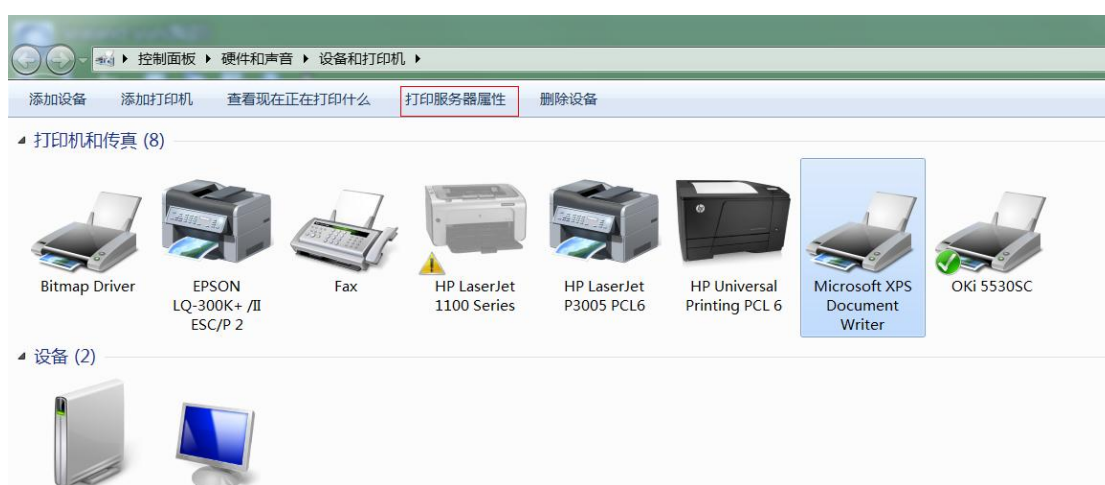 控制面板 ▸ 硬件和声音 ▸ 设备和打印机 ▸
添加设备 添加打印机 查看现在正在打印什么 打印服务器属性 删除设备
打印机和传真 (8)
Bitmap Driver
EPSON
LQ-300K+ /II
ESC/P 2
Fax
HP LaserJet
1100 Series
HP LaserJet
P3005 PCL6
HP Universal
Printing PCL 6
Microsoft XPS
Document
Writer
OKi 5530SC
设备 (2)